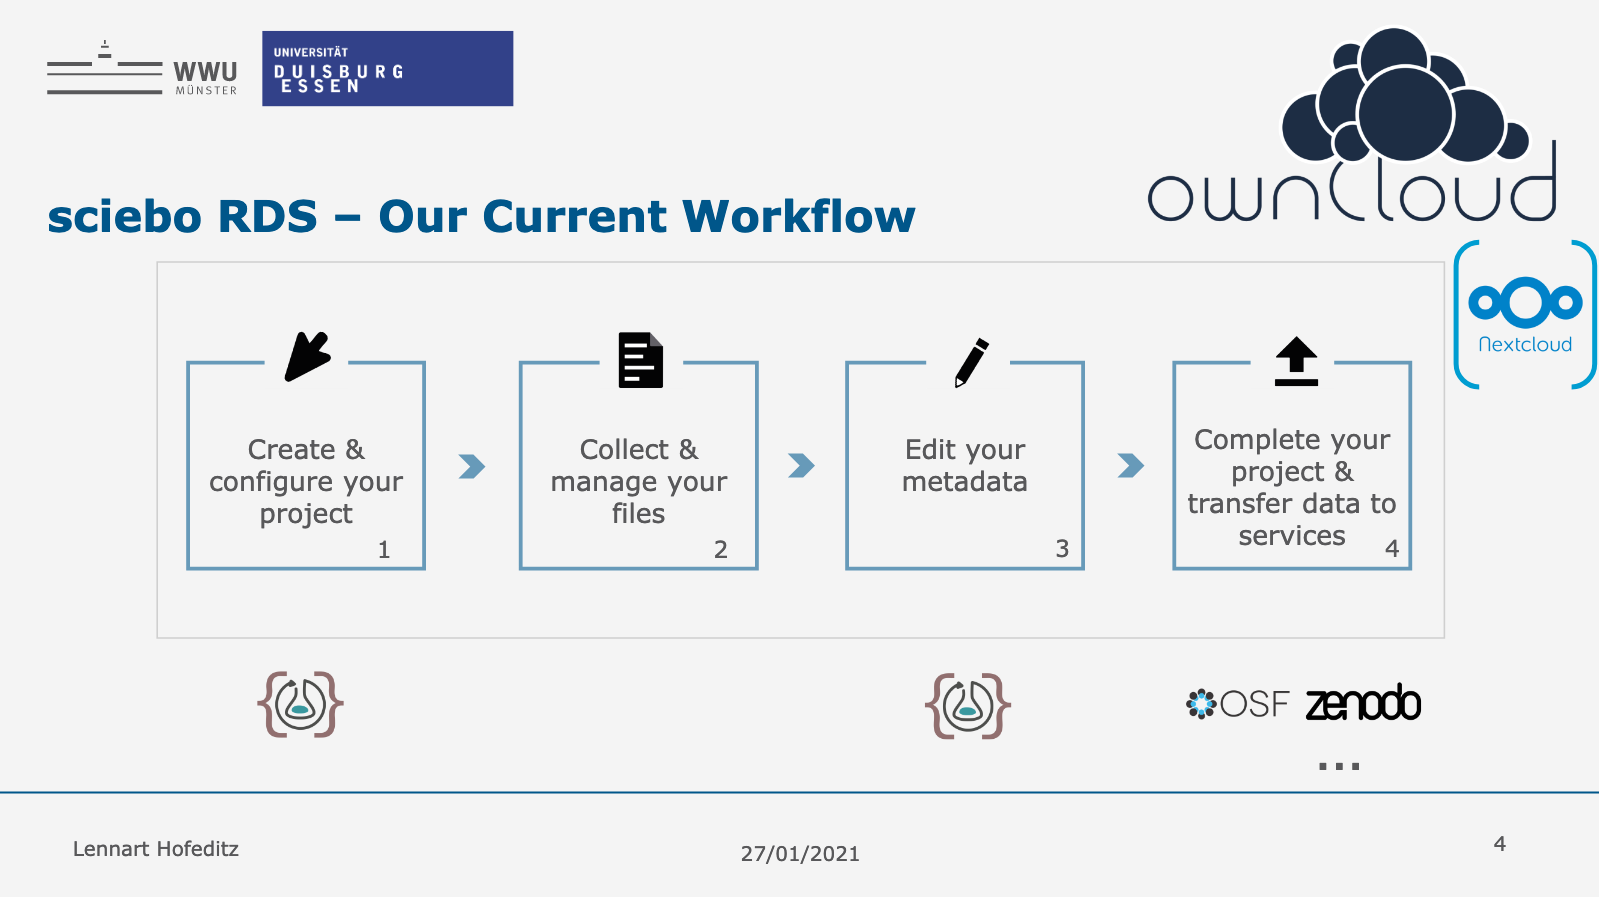 WWU
MÜNSTER
UNIVERSITÄT
DUISBURG
ESSEN
ownCloud
sciebo RDS – Our Current Workflow
Nextcloud
Create &
configure your
project
1
Collect &
manage your
files
2
Edit your
metadata
3
Complete your
project &
transfer data to
services
4
OSF zenodo
...
Lennart Hofeditz
27/01/2021
4